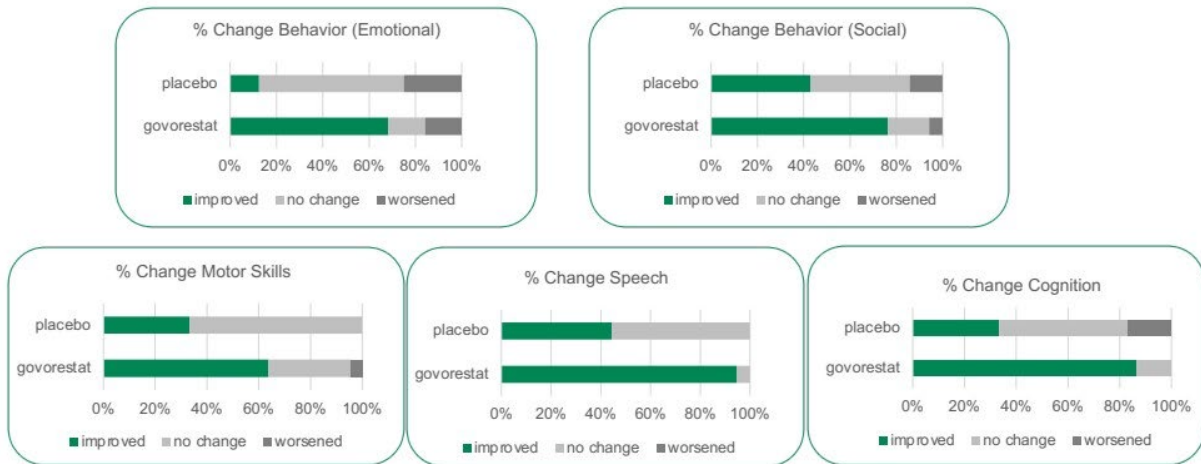 % Change Behavior (Emotional)
placebo
govorestat
0% 20% 40% 60% 80% 100%
improved no change worsened
% Change Behavior (Social)
placebo
govorestat
0% 20% 40% 60% 80% 100%
improved no change worsened
% Change Motor Skills
placebo
govorestat
0% 20% 40% 60% 80% 100%
improved no change worsened
% Change Speech
placebo
govorestat
0% 20% 40% 60% 80% 100%
improved no change worsened
% Change Cognition
placebo
govorestat
0% 20% 40% 60% 80% 100%
improved no change worsened